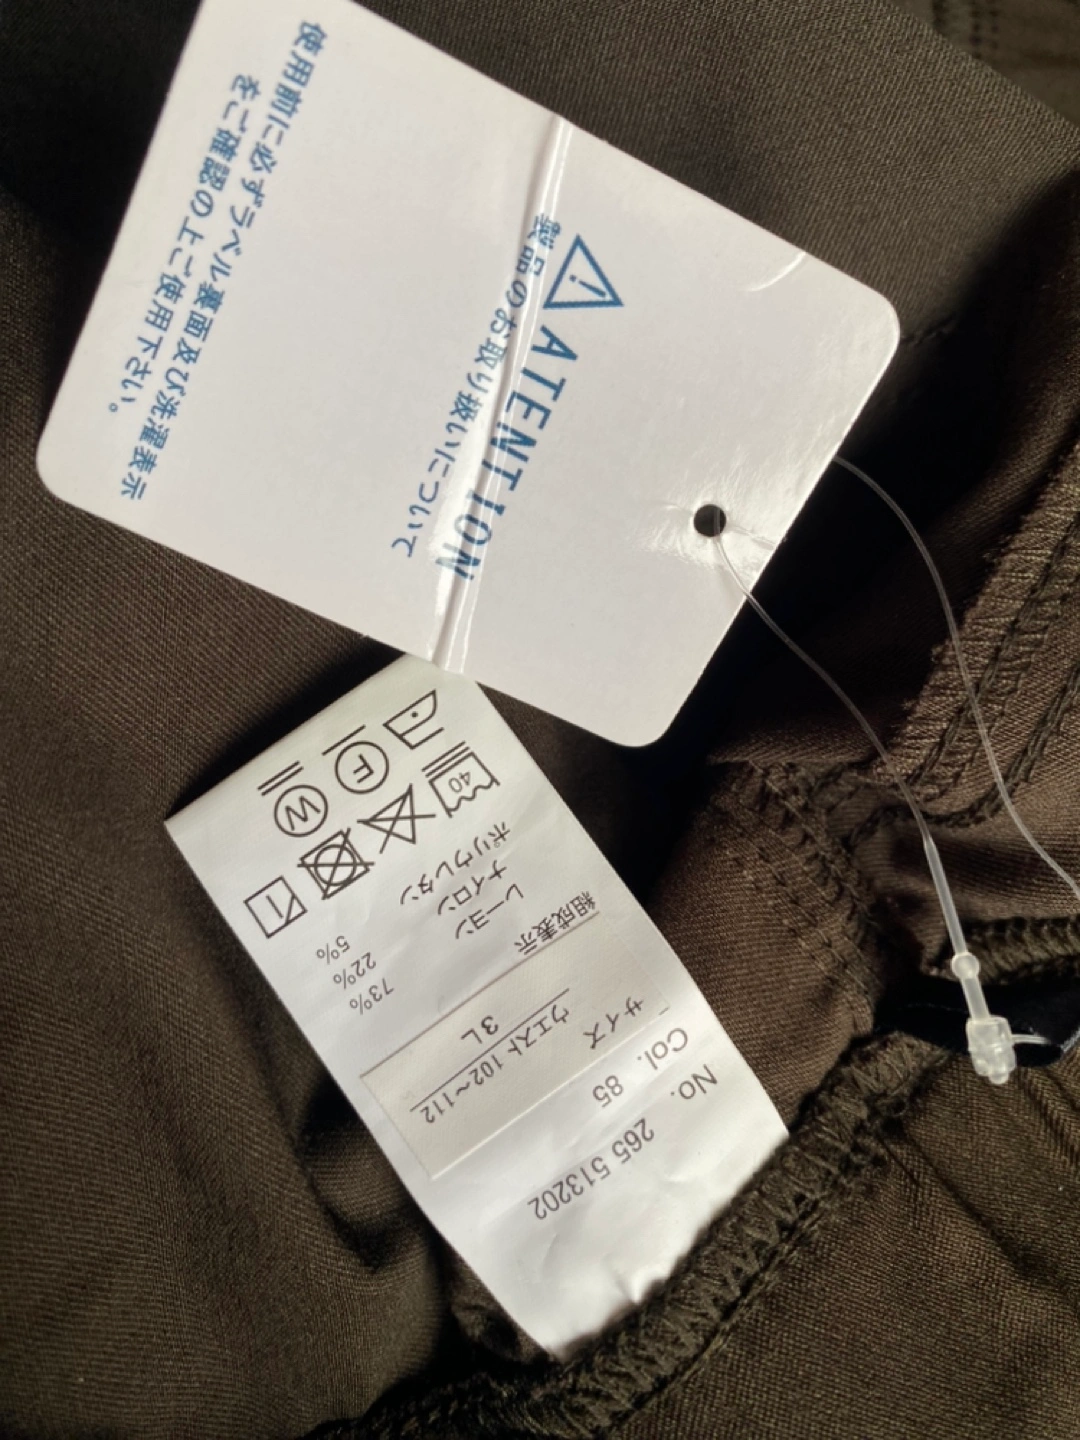 ATENTION
製品のお取り扱いについて
使用前に必ずラベル裏面及び洗濯表示
をご確認の上ご使用下さい。
No. 265 513202
Col. 85
サイズ 3L
ウエスト 102～112
組成表示
レーヨン 73%
ナイロン 22%
ポリウレタン 5%
40
F
W